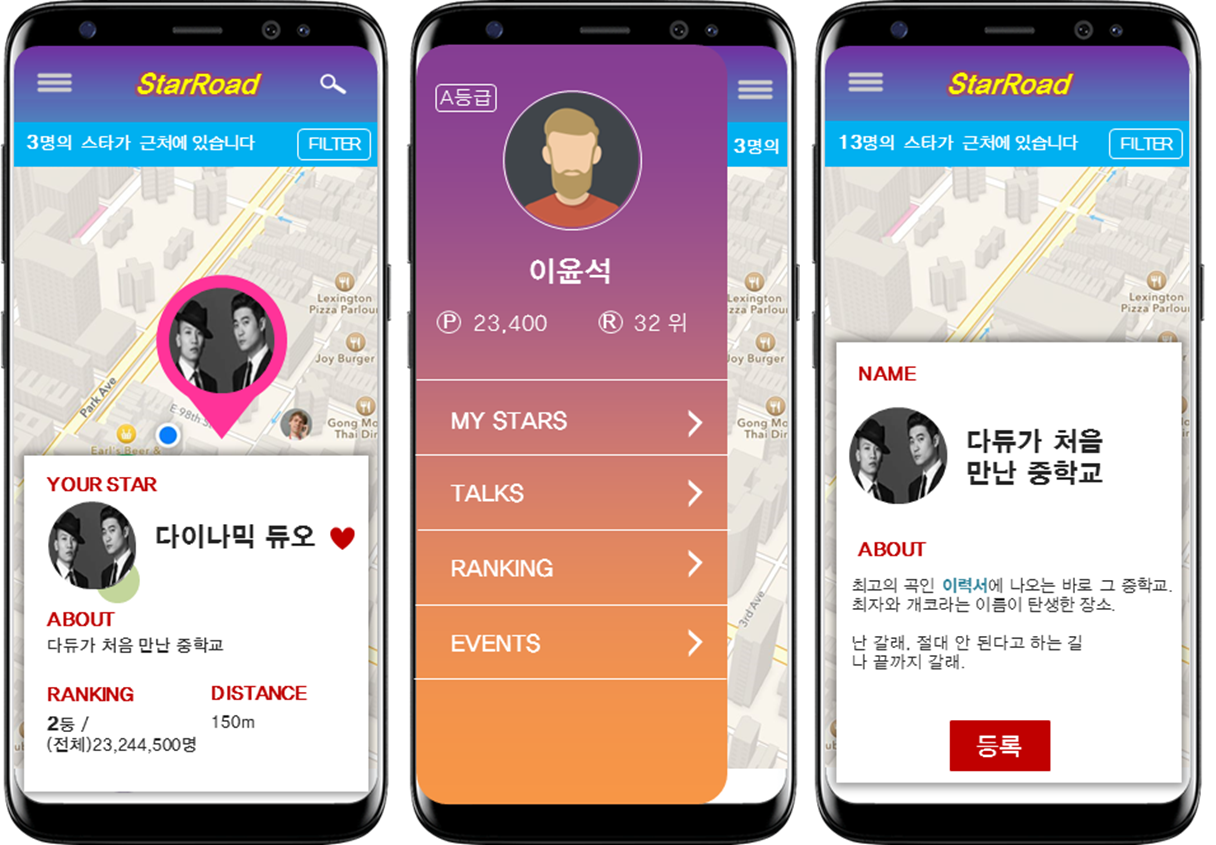 StarRoad
3명의 스타가 근처에 있습니다
FILTER
Lexington
Pizza Parlour
Joy Burger
Park Ave
E 98th
Gong Mo
Thai Din
Earl's Beer &
YOUR STAR
다이나믹 듀오
ABOUT
다듀가 처음 만난 중학교
RANKING
DISTANCE
2둥 /
150m
(전체)23,244,500명
A등급
3명의
이윤석
P 23,400
R 32 위
MY STARS
TALKS
RANKING
EVENTS
Lexington
zza Parlou
Joy Burger
Gong Mo
Thai Din
3rd Ave
StarRoad
13명의 스타가 근처에 있습니다
FILTER
Lexington
Pizza Parlour
NAME
다듀가 처음
만난 중학교
ABOUT
최고의 곡인 이력서에 나오는 바로 그 중학교.
최자와 개코라는 이름이 탄생한 장소.
난 갈래, 절대 안 된다고 하는 길
나 끝까지 갈래.
등록